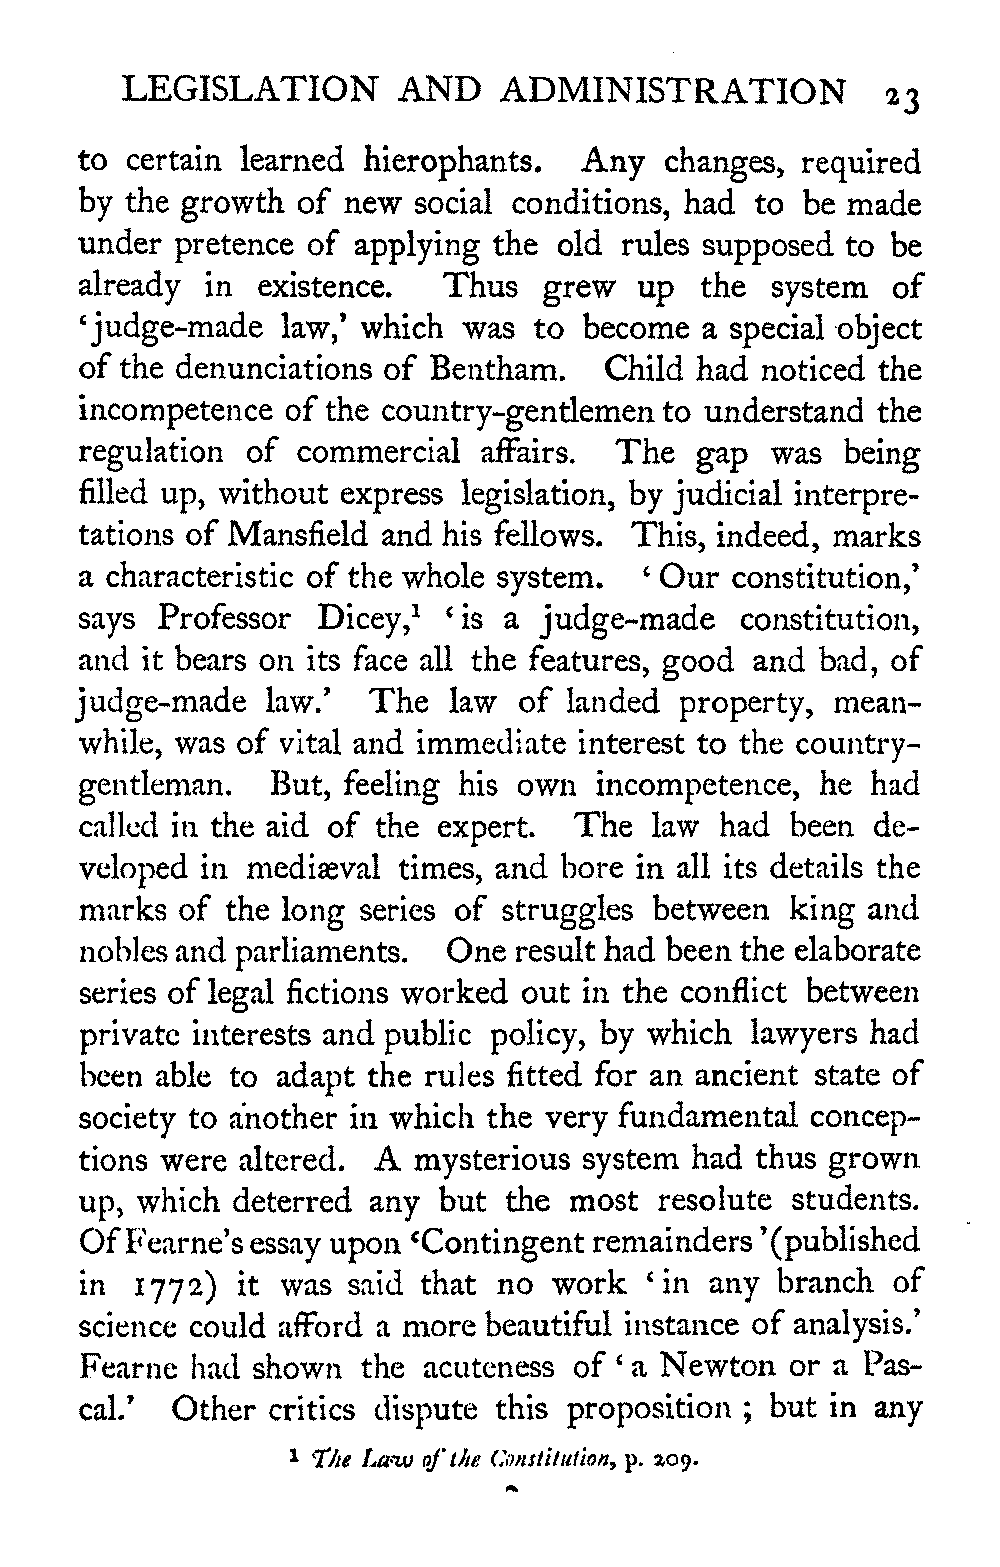 LEGISLATION AND ADMINISTRATION 23
to certain learned hierophants. Any changes, required
by the growth of new social conditions, had to be made
under pretence of applying the old rules supposed to be
already in existence. Thus grew up the system of
‘judge-made law,’ which was to become a special object
of the denunciations of Bentham. Child had noticed the
incompetence of the country-gentlemen to understand the
regulation of commercial affairs. The gap was being
filled up, without express legislation, by judicial interpre-
tations of Mansfield and his fellows. This, indeed, marks
a characteristic of the whole system. ‘Our constitution,’
says Professor Dicey,¹ ‘is a judge-made constitution,
and it bears on its face all the features, good and bad, of
judge-made law.’ The law of landed property, mean-
while, was of vital and immediate interest to the country-
gentleman. But, feeling his own incompetence, he had
called in the aid of the expert. The law had been de-
veloped in mediæval times, and bore in all its details the
marks of the long series of struggles between king and
nobles and parliaments. One result had been the elaborate
series of legal fictions worked out in the conflict between
private interests and public policy, by which lawyers had
been able to adapt the rules fitted for an ancient state of
society to another in which the very fundamental concep-
tions were altered. A mysterious system had thus grown
up, which deterred any but the most resolute students.
Of Fearne's essay upon ‘Contingent remainders’ (published
in 1772) it was said that no work ‘in any branch of
science could afford a more beautiful instance of analysis.’
Fearne had shown the acuteness of ‘a Newton or a Pas-
cal.’ Other critics dispute this proposition ; but in any
¹ The Law of the Constitution, p. 209.